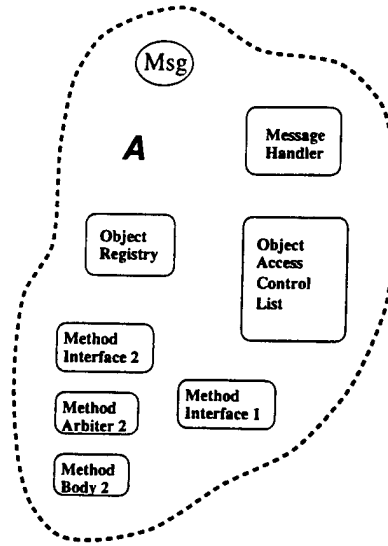 Msg
A
Message
Handler
Object
Registry
Object
Access
Control
List
Method
Interface 2
Method
Arbiter 2
Method
Interface 1
Method
Body 2